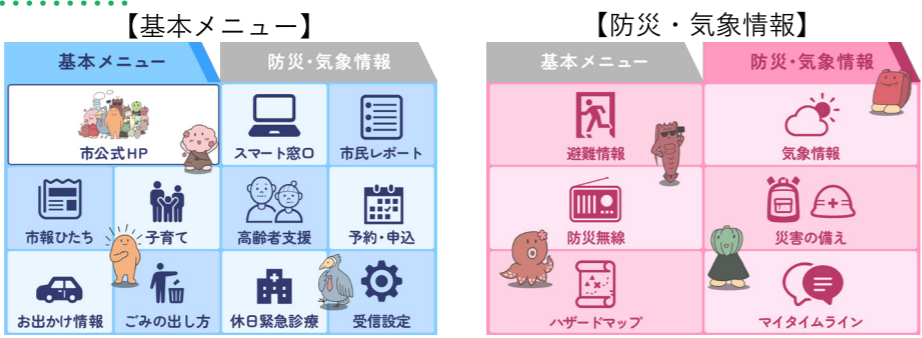 【基本メニュー】
基本メニュー 防災・気象情報
市公式HP スマート窓口 市民レポート
市報ひたち 子育て 高齢者支援 予約・申込
お出かけ情報 ごみの出し方 休日緊急診療 受信設定
【防災・気象情報】
基本メニュー 防災・気象情報
避難情報 気象情報
防災無線 災害の備え
ハザードマップ マイタイムライン